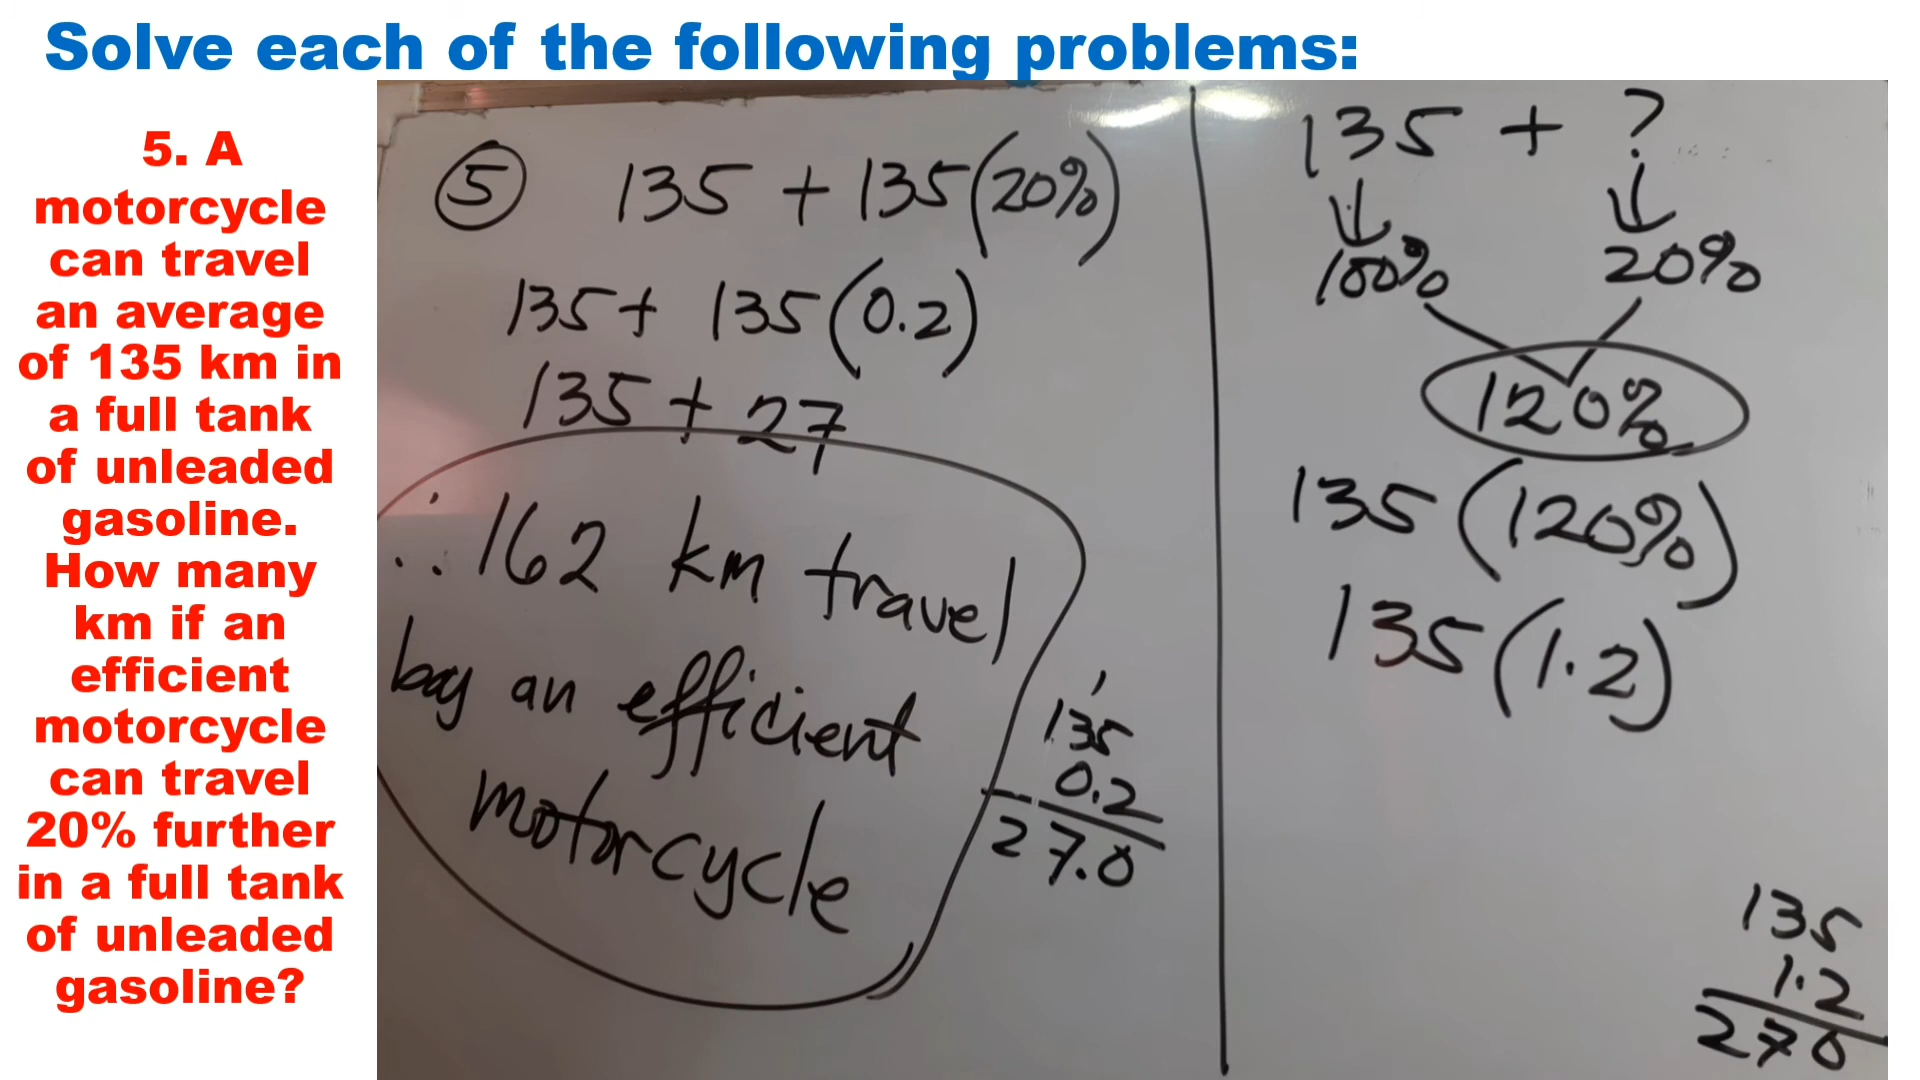 Solve each of the following problems:
5. A
motorcycle
can travel
an average
of 135 km in
a full tank
of unleaded
gasoline.
How many
km if an
efficient
motorcycle
can travel
20% further
in a full tank
of unleaded
gasoline?
5 135 + 135(20%)
135 + 135(0.2)
135 + 27
∴ 162 km travel
by an efficient
motorcycle
1
135
0.2
27.0
135 + ?
100% 20%
120%
135(120%)
135(1.2)
135
1.2
270